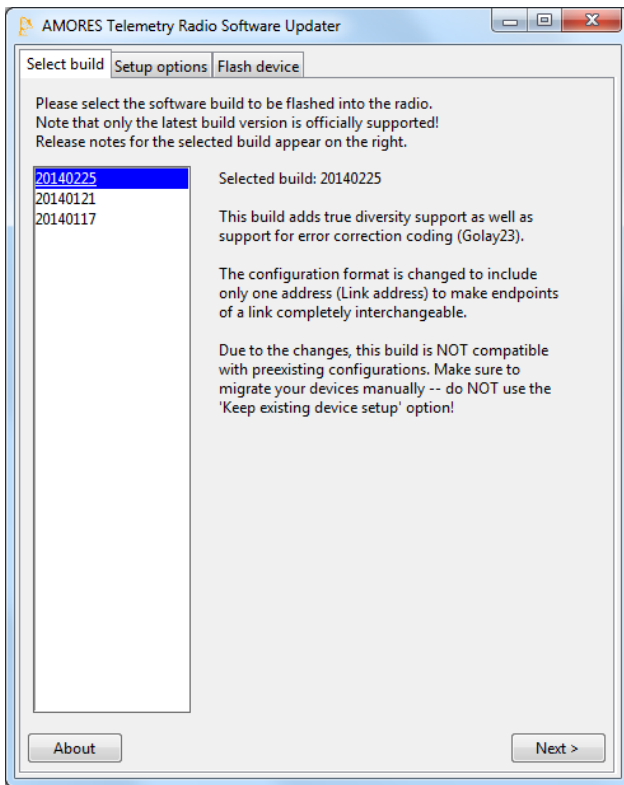 AMORES Telemetry Radio Software Updater
Select build Setup options Flash device
Please select the software build to be flashed into the radio.
Note that only the latest build version is officially supported!
Release notes for the selected build appear on the right.
20140225
20140121
20140117
Selected build: 20140225
This build adds true diversity support as well as
support for error correction coding (Golay23).
The configuration format is changed to include
only one address (Link address) to make endpoints
of a link completely interchangeable.
Due to the changes, this build is NOT compatible
with preexisting configurations. Make sure to
migrate your devices manually -- do NOT use the
'Keep existing device setup' option!
About
Next >